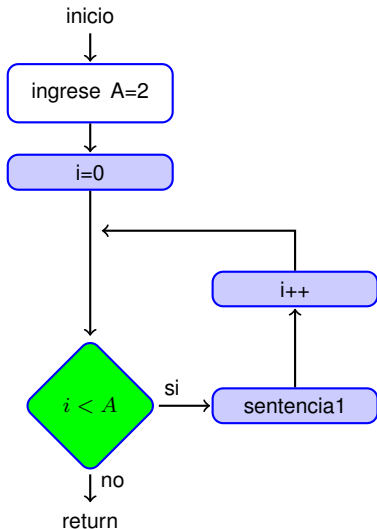 inicio
ingrese A=2
i=0
i++
i < A
si
sentencia1
no
return